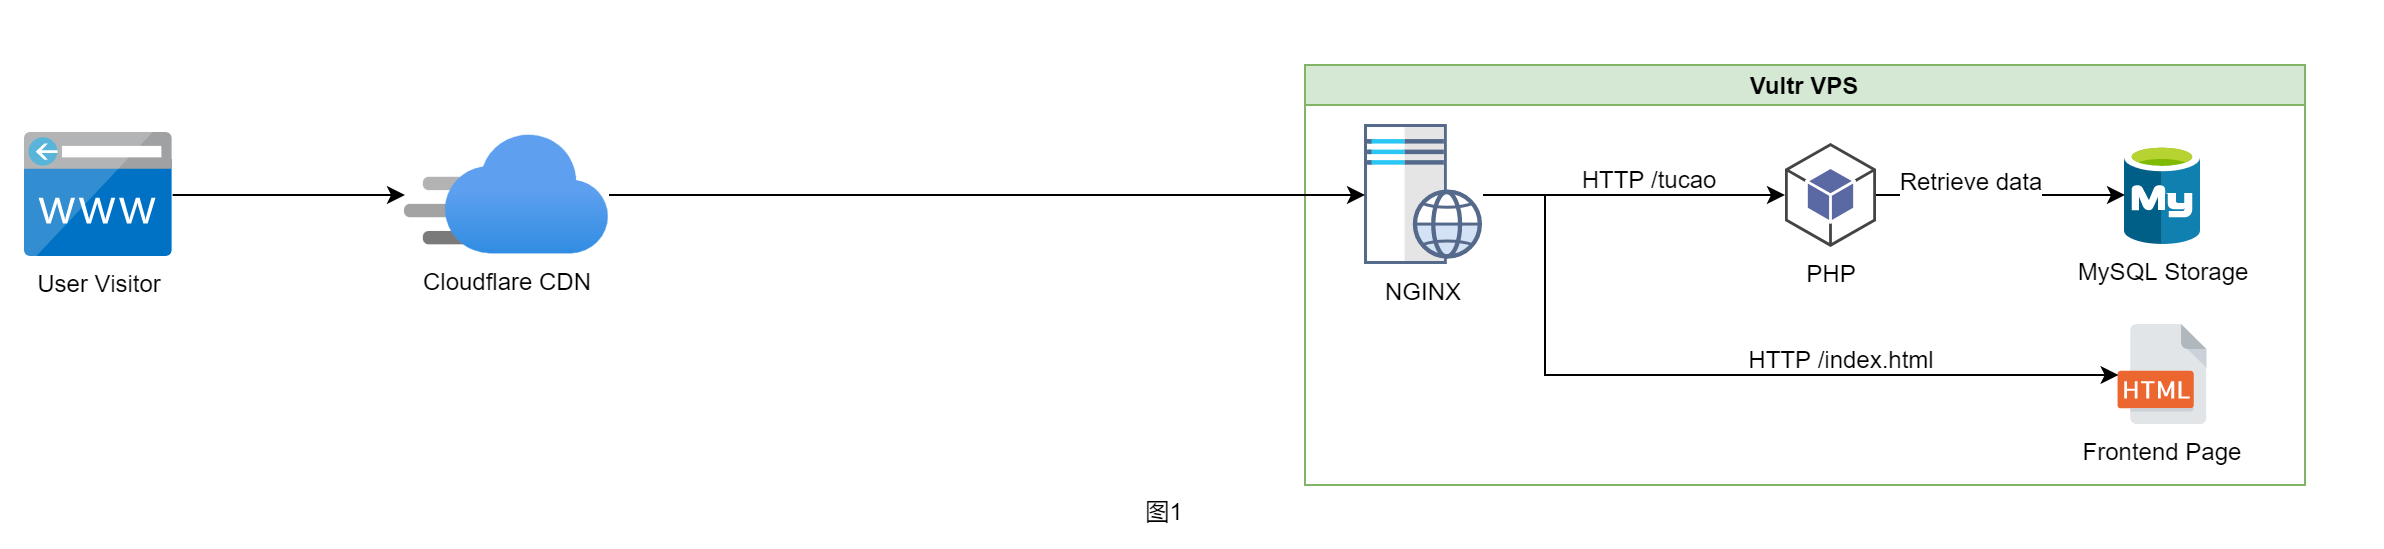 Vultr VPS
WWW
User Visitor
Cloudflare CDN
NGINX
HTTP /tucao
PHP
Retrieve data
My
MySQL Storage
HTTP /index.html
HTML
Frontend Page
图1